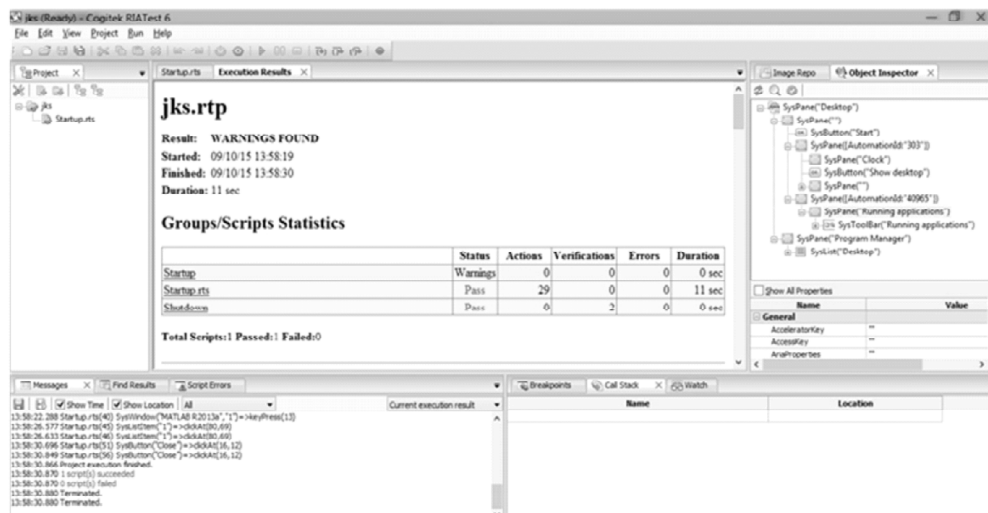 jks (Ready) - Cogitek RIATest 6
File Edit View Project Run Help
Project
jks
Startup.rts
Startup.rts Execution Results
jks.rtp
Result: WARNINGS FOUND
Started: 09/10/15 13:58:19
Finished: 09/10/15 13:58:30
Duration: 11 sec
Groups/Scripts Statistics
Status Actions Verifications Errors Duration
Startup Warnings 0 0 0 0 sec
Startup.rts Pass 29 0 0 11 sec
Shutdown Pass 0 2 0 0 sec
Total Scripts:1 Passed:1 Failed:0
Image Repo Object Inspector
SysPane("Desktop")
SysPane("")
SysButton("Start")
SysPane([AutomationId:"303"])
SysPane("Clock")
SysButton("Show desktop")
SysPane("")
SysPane([AutomationId:"40965"])
SysPane("Running applications")
SysToolBar("Running applications")
SysPane("Program Manager")
SysList("Desktop")
Show All Properties
Name Value
General
AcceleratorKey ""
AccessKey ""
AriaProperties ""
Messages Find Results Script Errors
Show Time Show Location All Current execution result
13:58:22.288 Startup.rts(40) SysWindow("MATLAB R2013a","1")=>keyPress(13)
13:58:26.577 Startup.rts(45) SysListItem("1")=>clickAt(80,69)
13:58:26.633 Startup.rts(46) SysListItem("1")=>clickAt(80,69)
13:58:30.696 Startup.rts(51) SysButton("Close")=>clickAt(16,12)
13:58:30.849 Startup.rts(56) SysButton("Close")=>clickAt(16,12)
13:58:30.866 Project execution finished.
13:58:30.870 1 script(s) succeeded
13:58:30.870 0 script(s) failed
13:58:30.880 Terminated.
13:58:30.880 Terminated.
Breakpoints Call Stack Watch
Name Location